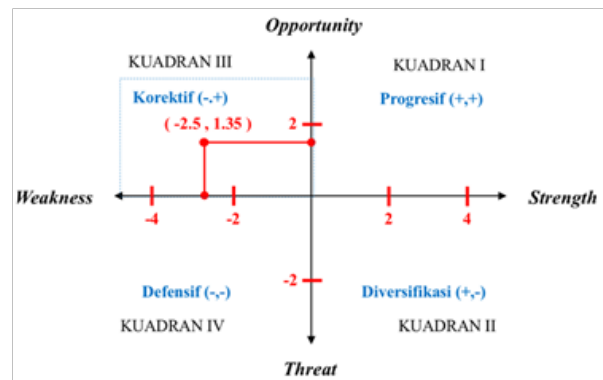 Opportunity
KUADRAN III
KUADRAN I
Korektif (-.+)
Progresif (+,+)
( -2.5 , 1.35 )
2
Weakness
Strength
-4
-2
2
4
-2
Defensif (-,-)
Diversifikasi (+,-)
KUADRAN IV
KUADRAN II
Threat